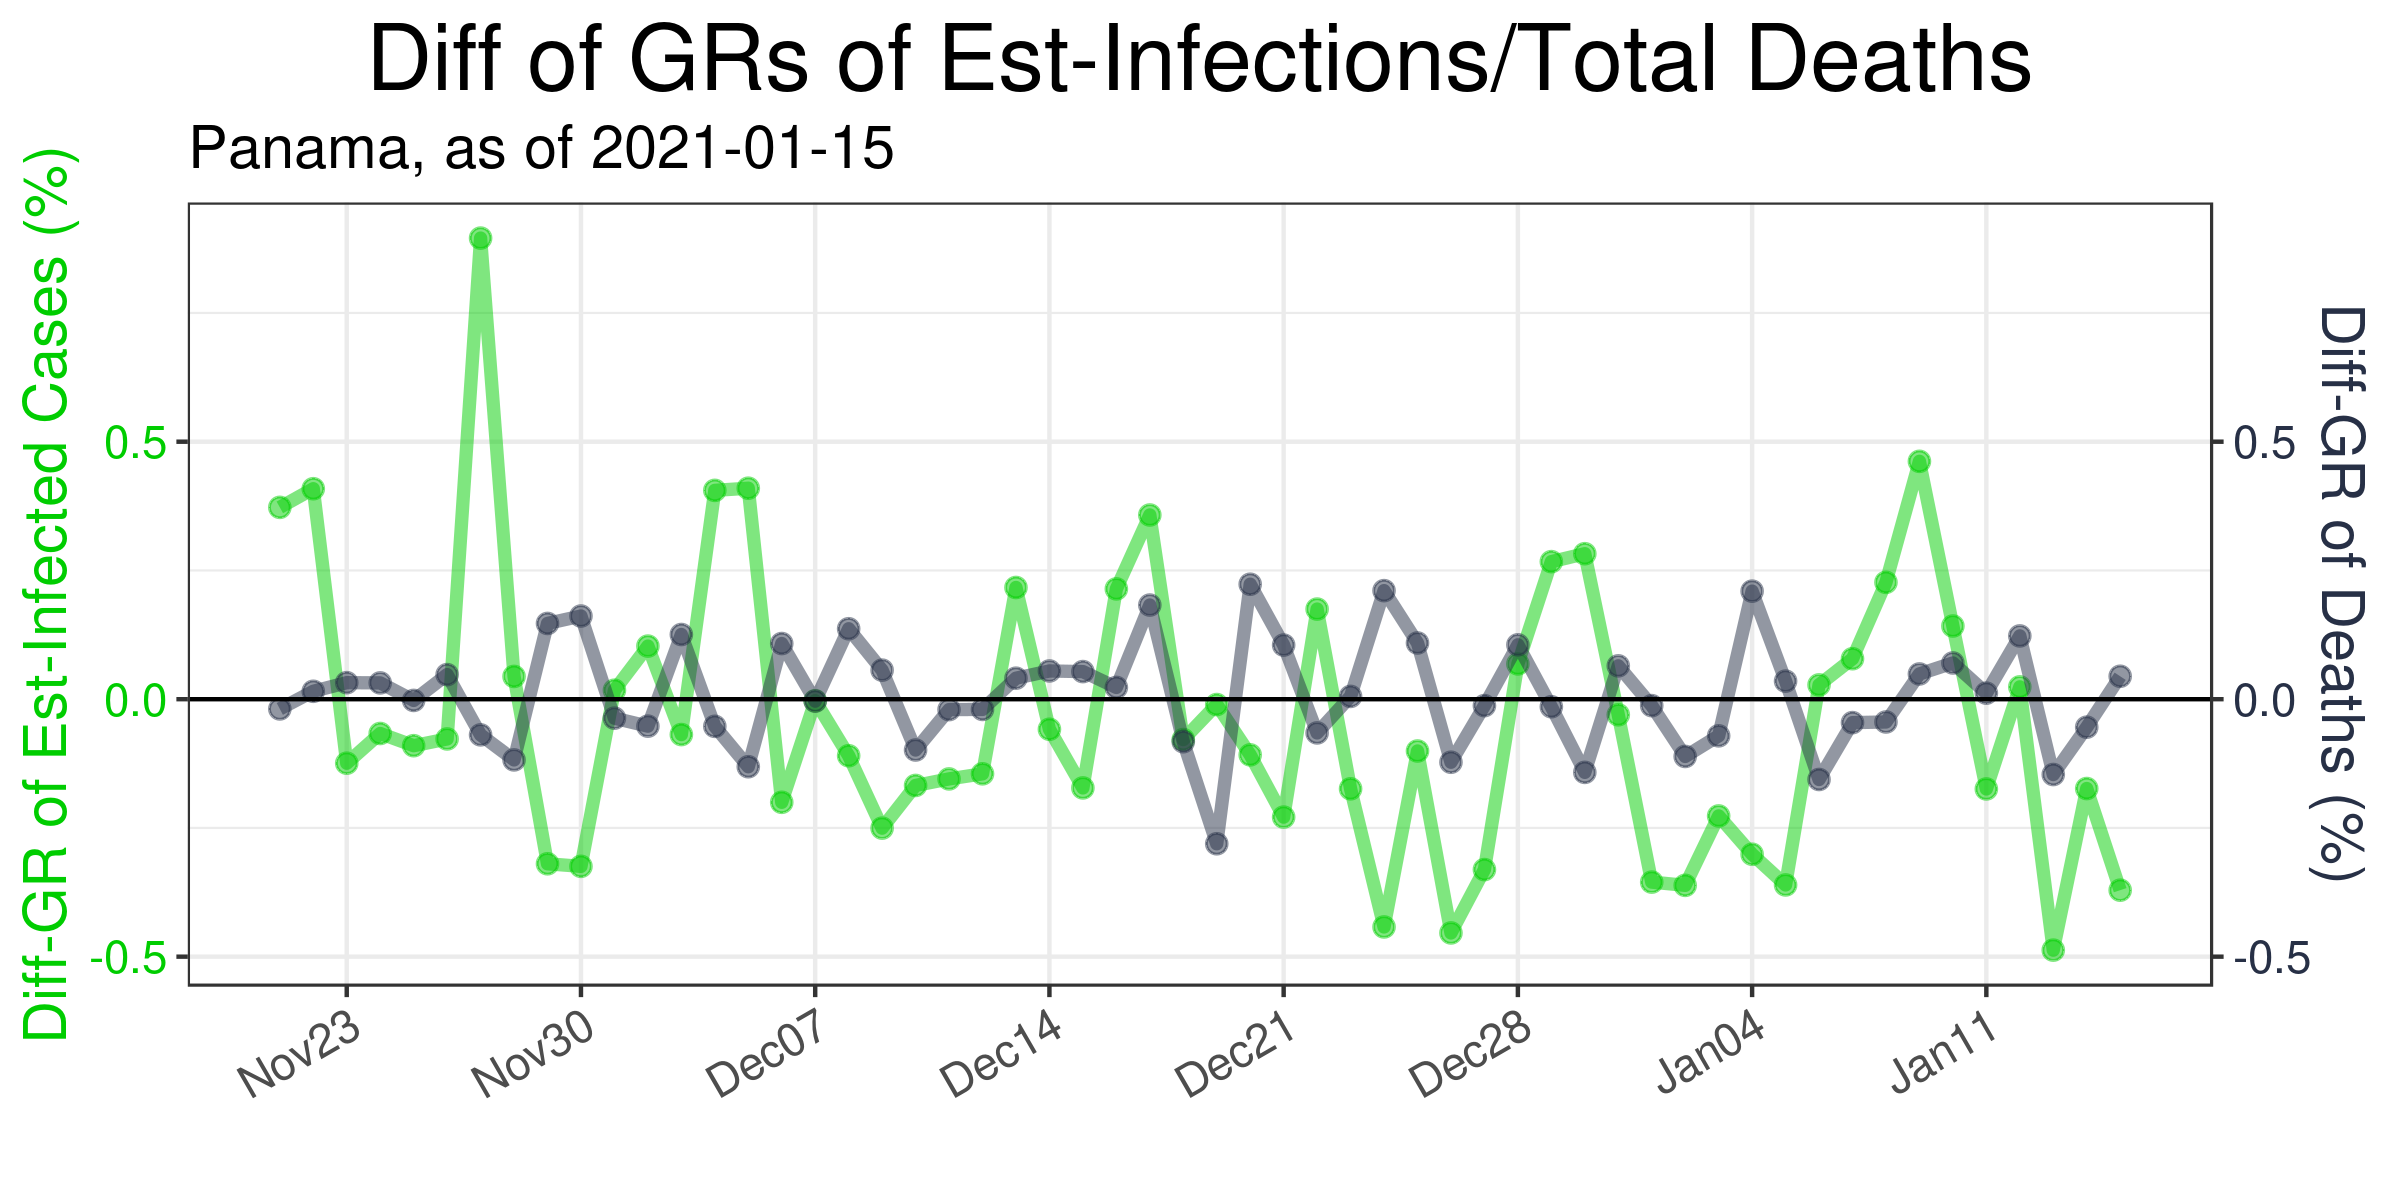 Diff of GRs of Est-Infections/Total Deaths
Panama, as of 2021-01-15
Diff-GR of Est-Infected Cases (%)
0.5
0.0
-0.5
0.5
0.0
-0.5
Diff-GR of Deaths (%)
Nov23
Nov30
Dec07
Dec14
Dec21
Dec28
Jan04
Jan11